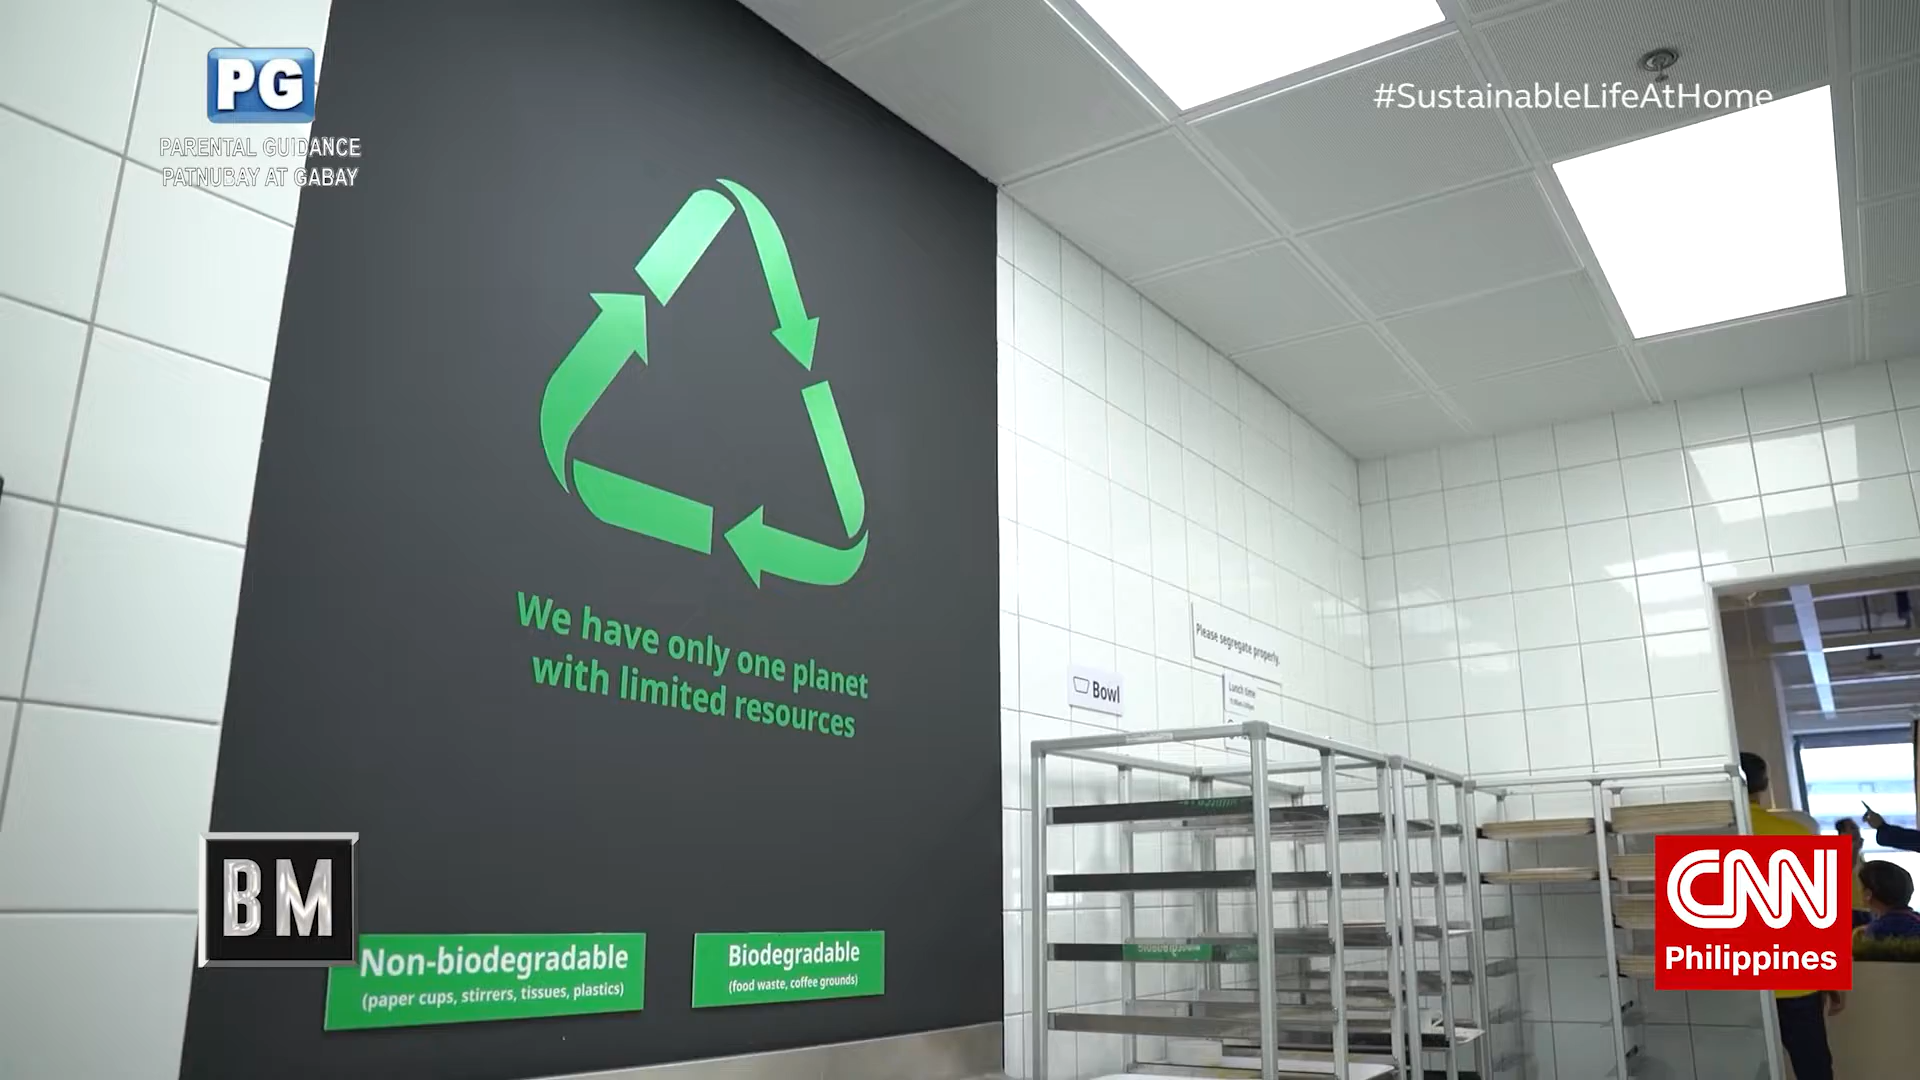 PG
PARENTAL GUIDANCE
PATNUBAY AT GABAY
#SustainableLifeAtHome
We have only one planet
with limited resources
Please segregate properly.
Bowl
Lunch time
BM
Non-biodegradable
(paper cups, stirrers, tissues, plastics)
Biodegradable
(food waste, coffee grounds)
CNN
Philippines